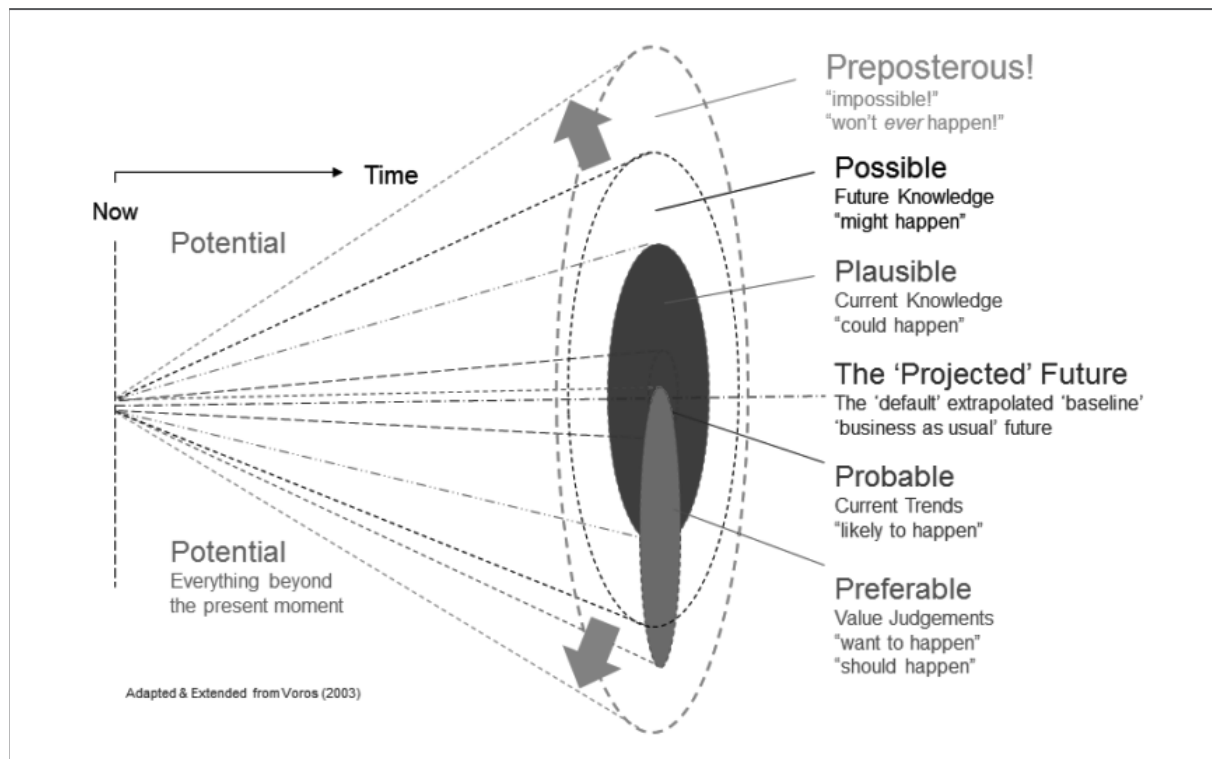 Preposterous!
“impossible!”
“won’t ever happen!”
Time
Now
Possible
Future Knowledge
“might happen”
Potential
Plausible
Current Knowledge
“could happen”
The ‘Projected’ Future
The ‘default’ extrapolated ‘baseline’
‘business as usual’ future
Probable
Current Trends
“likely to happen”
Potential
Everything beyond
the present moment
Preferable
Value Judgements
“want to happen”
“should happen”
Adapted & Extended from Voros (2003)